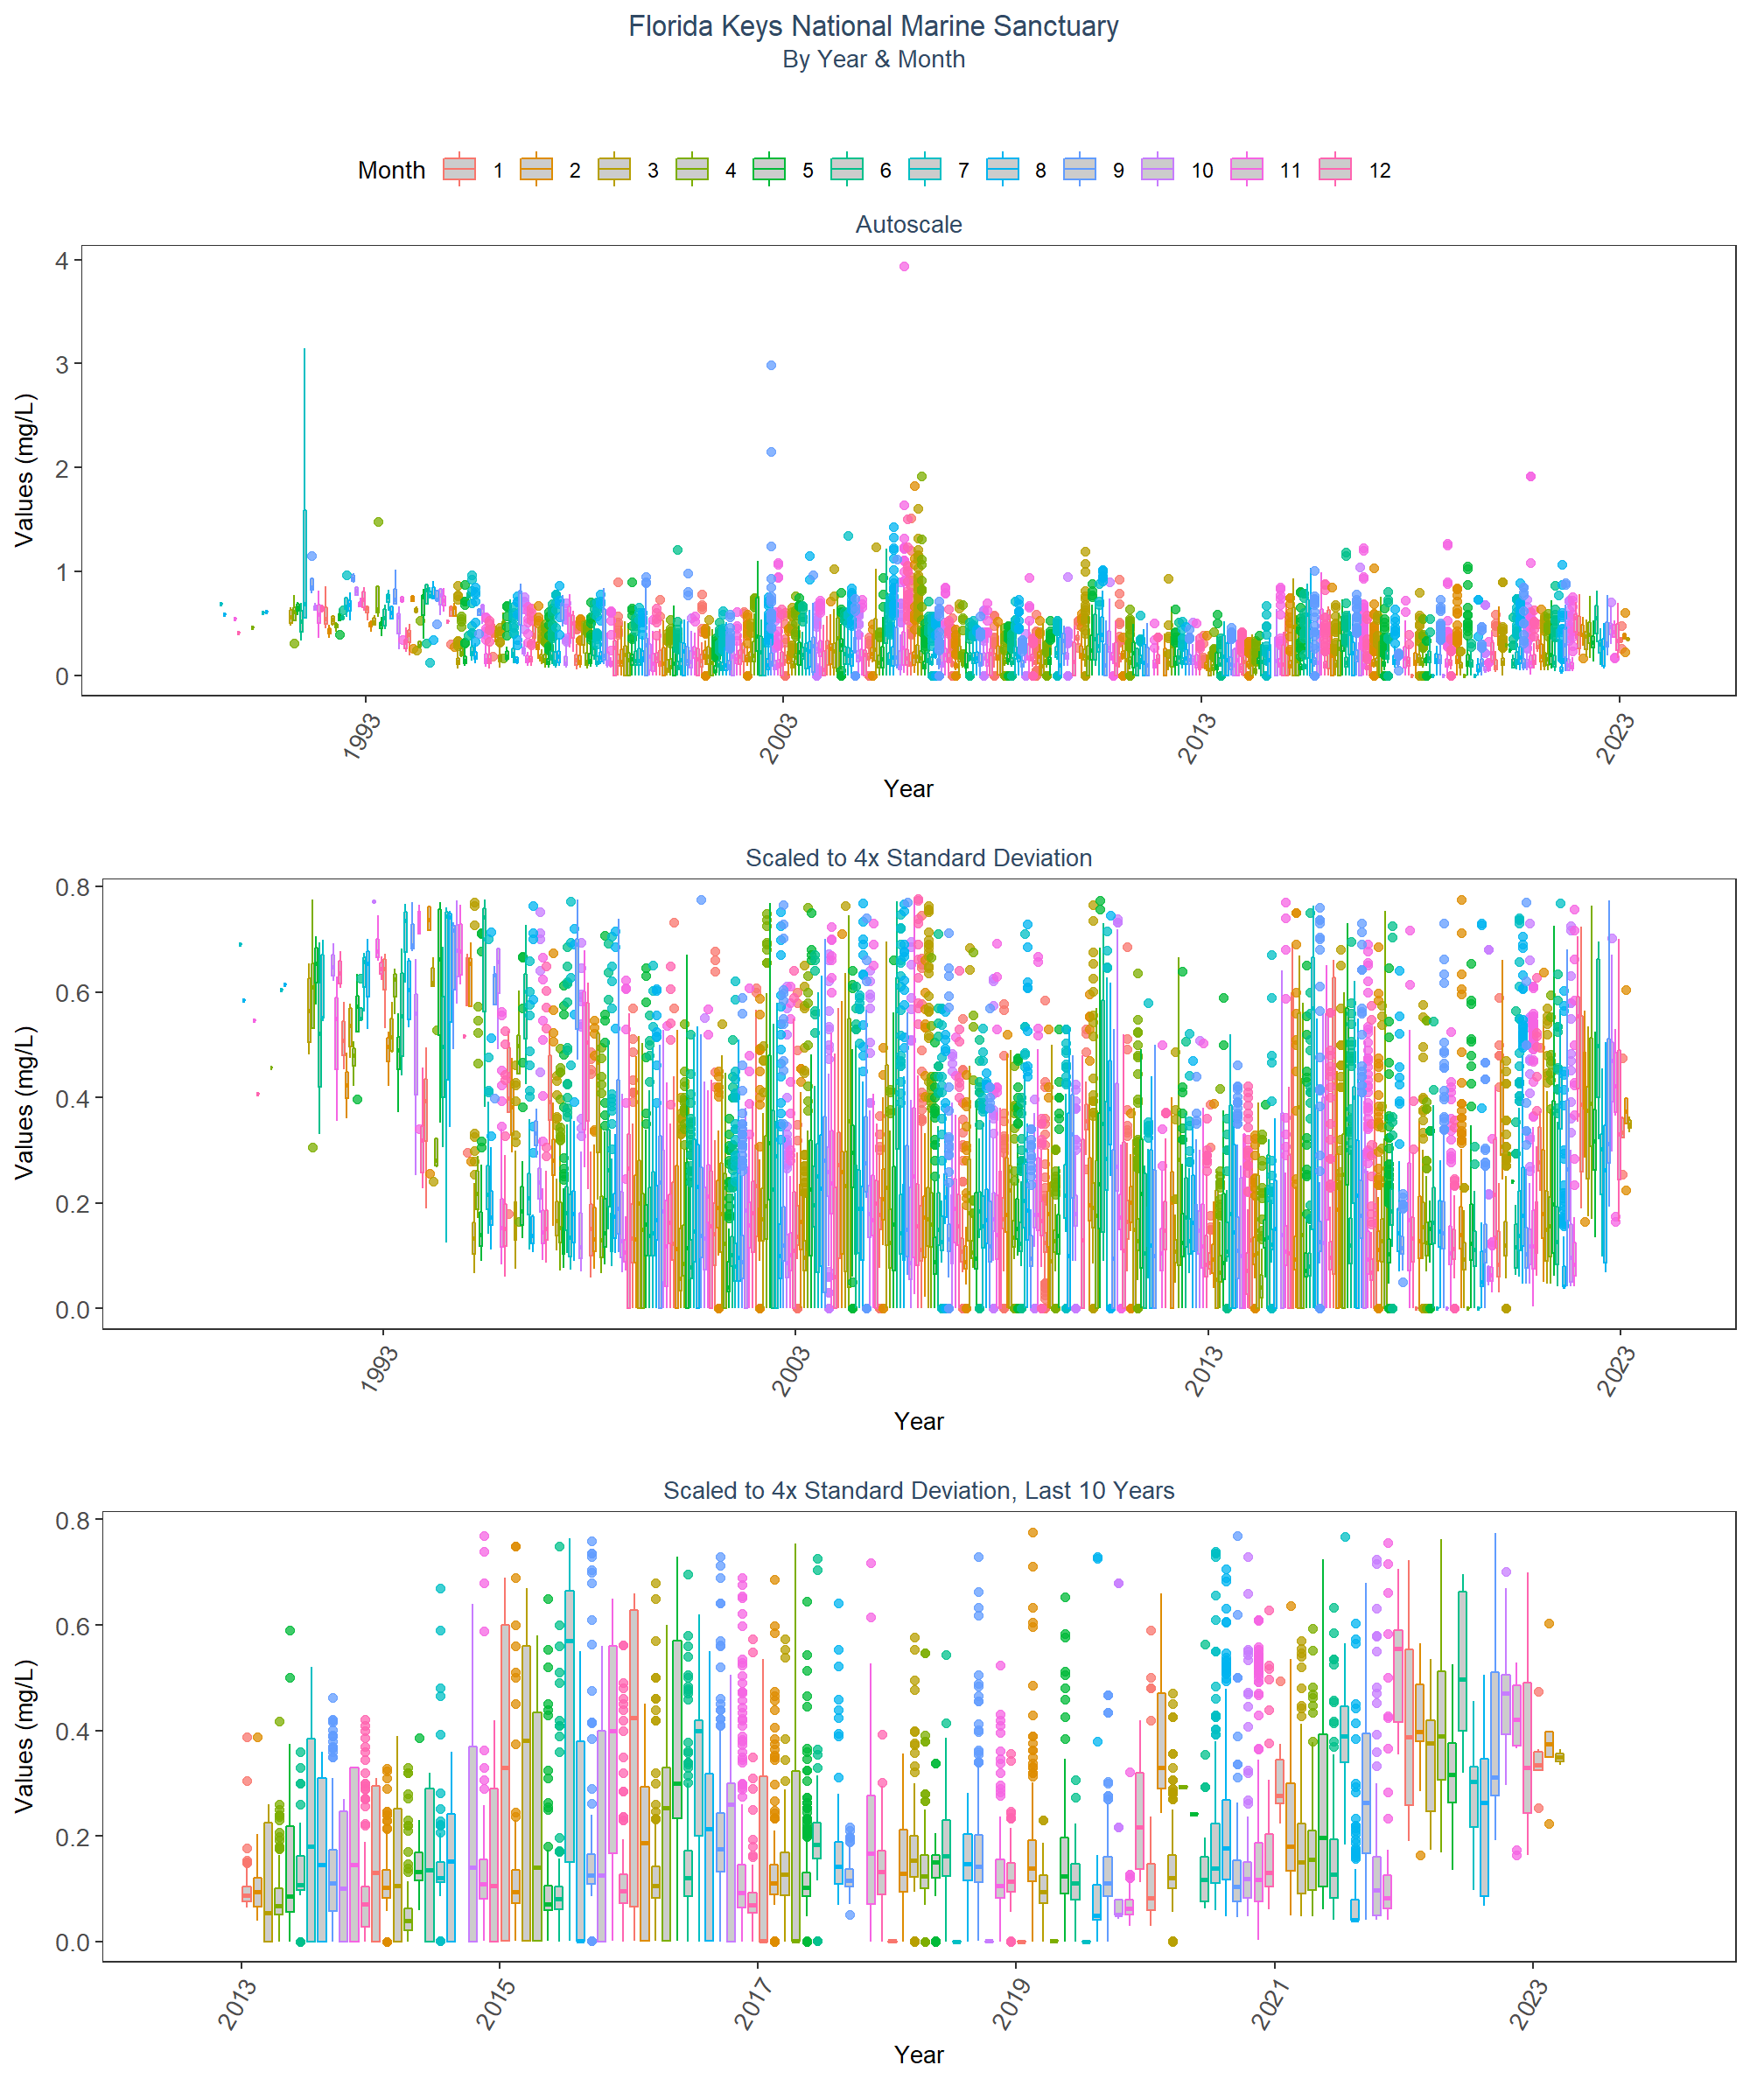 Florida Keys National Marine Sanctuary
By Year & Month
Month 1 2 3 4 5 6 7 8 9 10 11 12
Autoscale
Values (mg/L)
4
3
2
1
0
1993 2003 2013 2023
Year
Scaled to 4x Standard Deviation
Values (mg/L)
0.8
0.6
0.4
0.2
0.0
1993 2003 2013 2023
Year
Scaled to 4x Standard Deviation, Last 10 Years
Values (mg/L)
0.8
0.6
0.4
0.2
0.0
2013 2015 2017 2019 2021 2023
Year